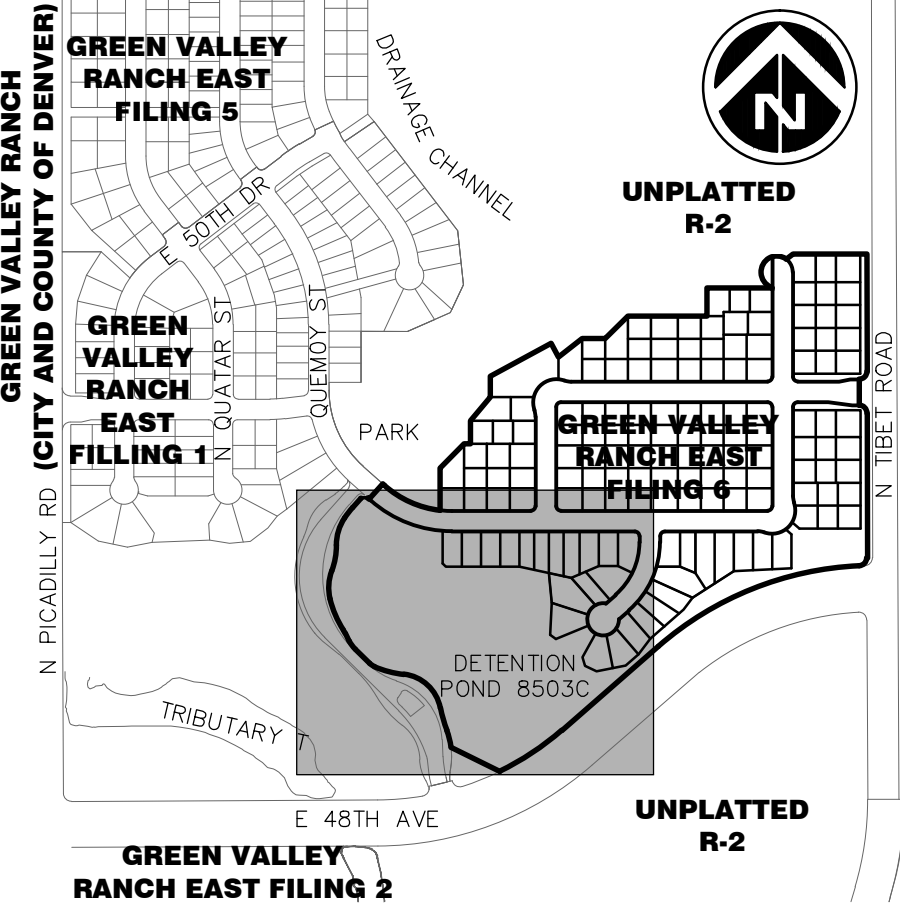 GREEN VALLEY RANCH
(CITY AND COUNTY OF DENVER)
GREEN VALLEY
RANCH EAST
FILING 5
DRAINAGE CHANNEL
N
UNPLATTED
R-2
E 50TH DR
GREEN
VALLEY
RANCH
EAST
FILLING 1
N QUATAR ST
QUEMOY ST
PARK
GREEN VALLEY
RANCH EAST
FILING 6
N TIBET ROAD
N PICADILLY RD
DETENTION
POND 8503C
TRIBUTARY T
E 48TH AVE
UNPLATTED
R-2
GREEN VALLEY
RANCH EAST FILING 2